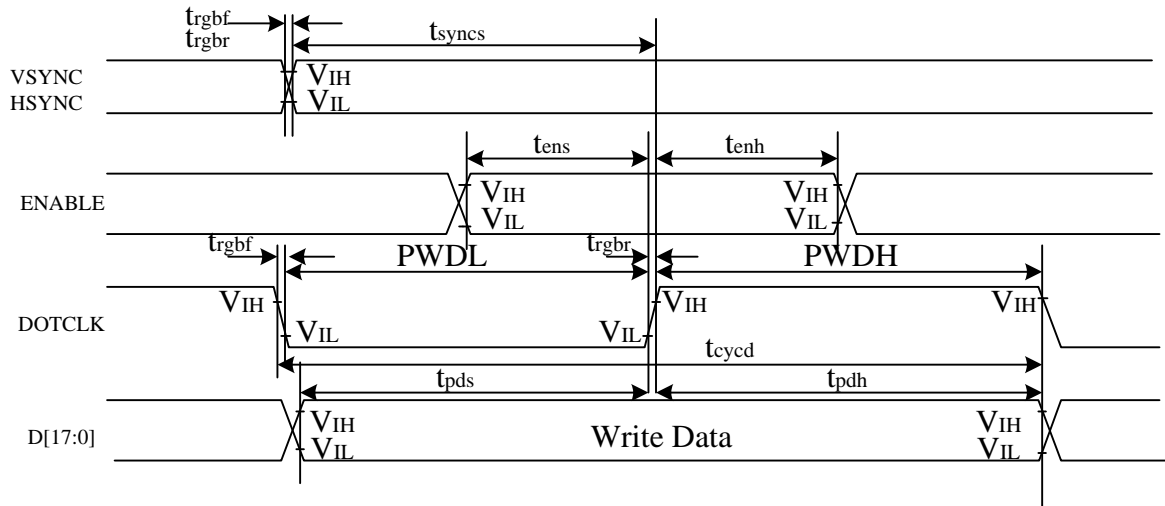 trgbf
trgbr
tsyncs
VSYNC
HSYNC
VIH
VIL
tens
tenh
ENABLE
VIH
VIL
VIH
VIL
trgbf
PWDL
trgbr
PWDH
DOTCLK
VIH
VIL
VIL
VIH
VIH
tcycd
tpds
tpdh
D[17:0]
VIH
VIL
Write Data
VIH
VIL